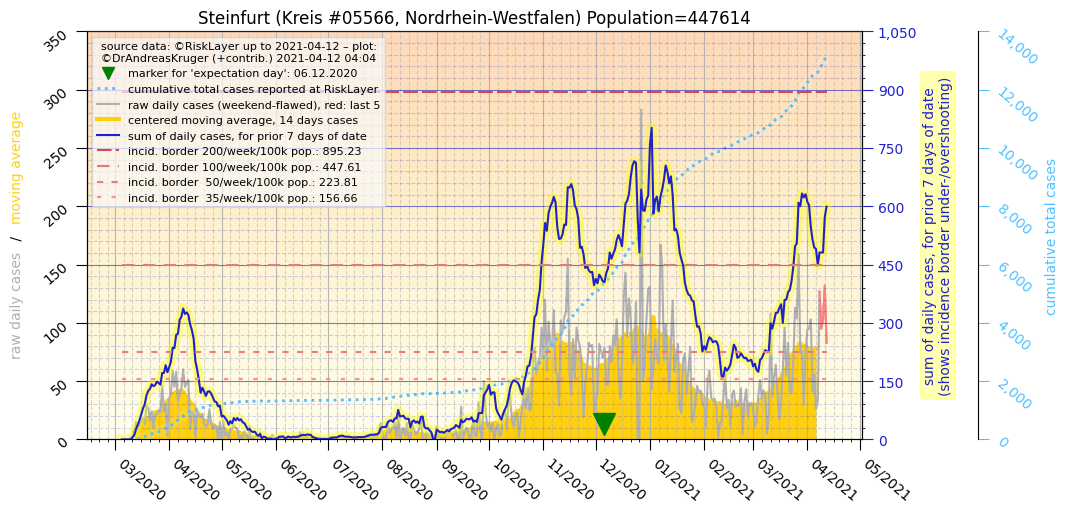 Steinfurt (Kreis #05566, Nordrhein-Westfalen) Population=447614
source data: ©RiskLayer up to 2021-04-12 – plot:
©DrAndreasKruger (+contrib.) 2021-04-12 04:04
marker for 'expectation day': 06.12.2020
cumulative total cases reported at RiskLayer
raw daily cases (weekend-flawed), red: last 5
centered moving average, 14 days cases
sum of daily cases, for prior 7 days of date
incid. border 200/week/100k pop.: 895.23
incid. border 100/week/100k pop.: 447.61
incid. border  50/week/100k pop.: 223.81
incid. border  35/week/100k pop.: 156.66
raw daily cases  /  moving average
350
300
250
200
150
100
50
0
03/2020
04/2020
05/2020
06/2020
07/2020
08/2020
09/2020
10/2020
11/2020
12/2020
01/2021
02/2021
03/2021
04/2021
05/2021
1,050
900
750
600
450
300
150
0
sum of daily cases, for prior 7 days of date
(shows incidence border under-/overshooting)
14,000
12,000
10,000
8,000
6,000
4,000
2,000
0
cumulative total cases